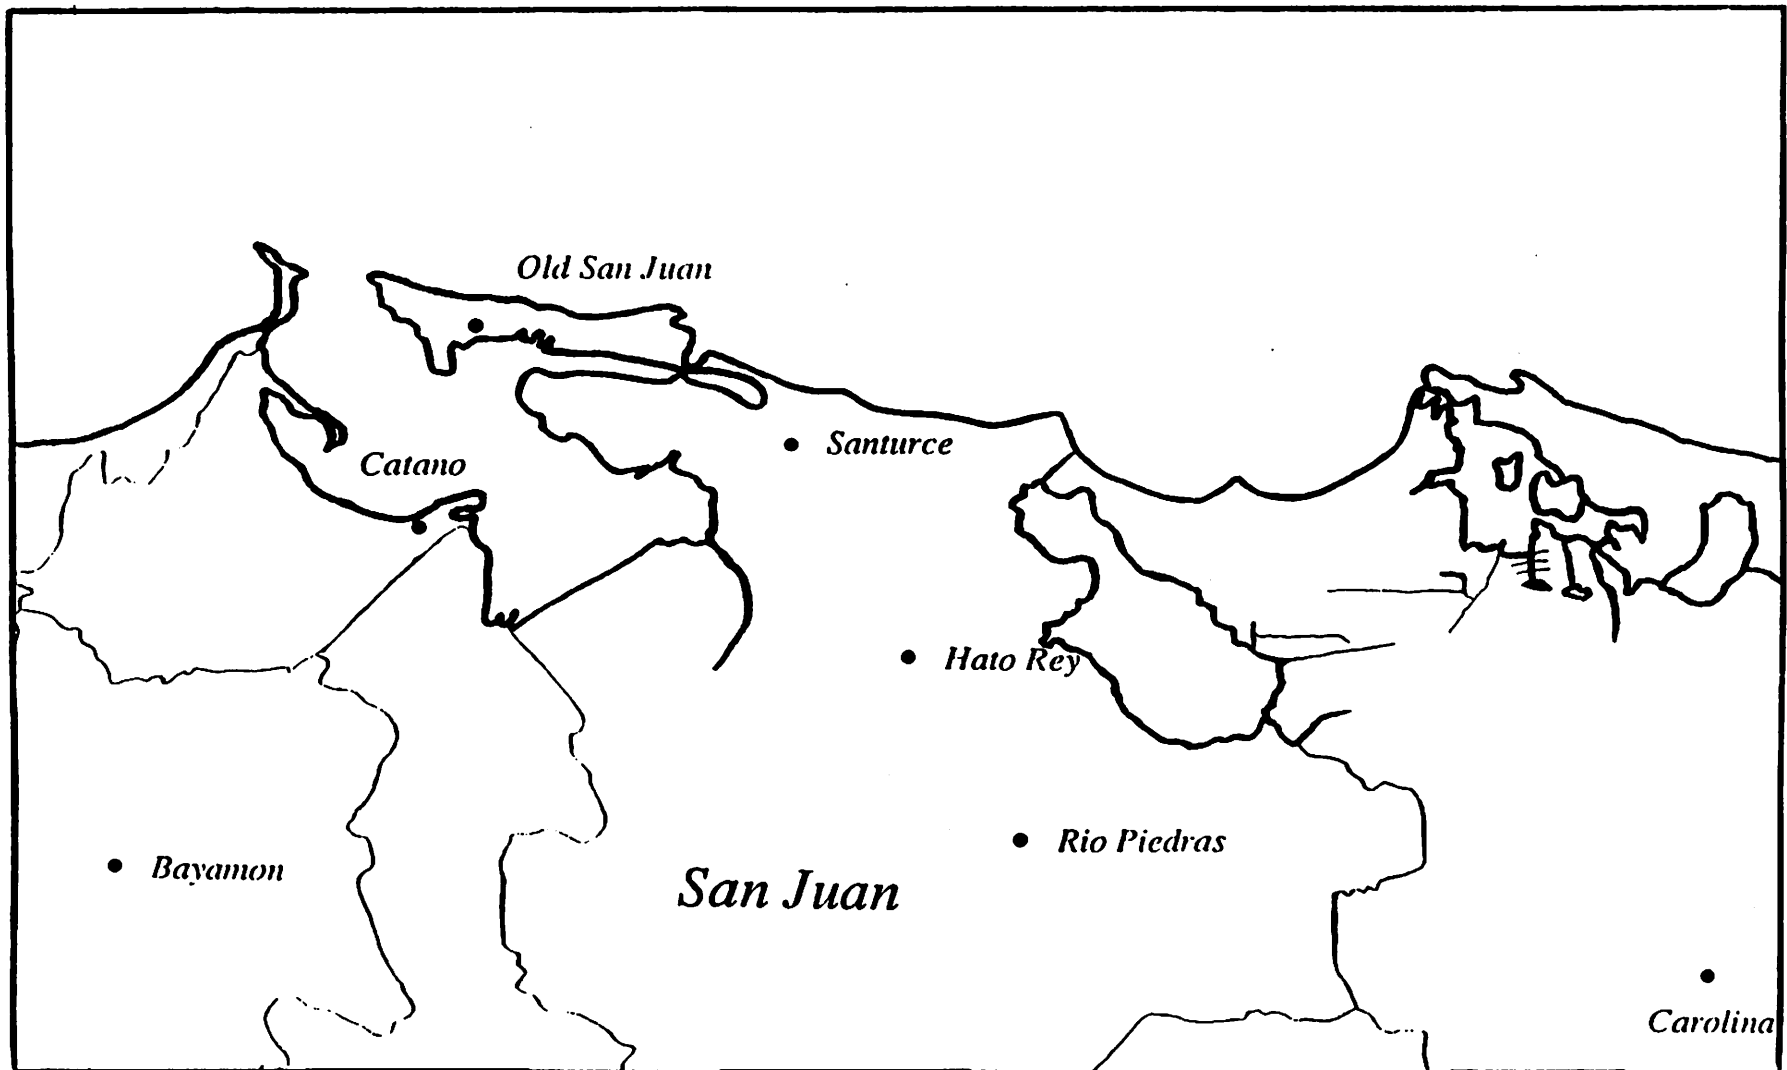 Old San Juan
Santurce
Catano
Hato Rey
Rio Piedras
Bayamon
San Juan
Carolina